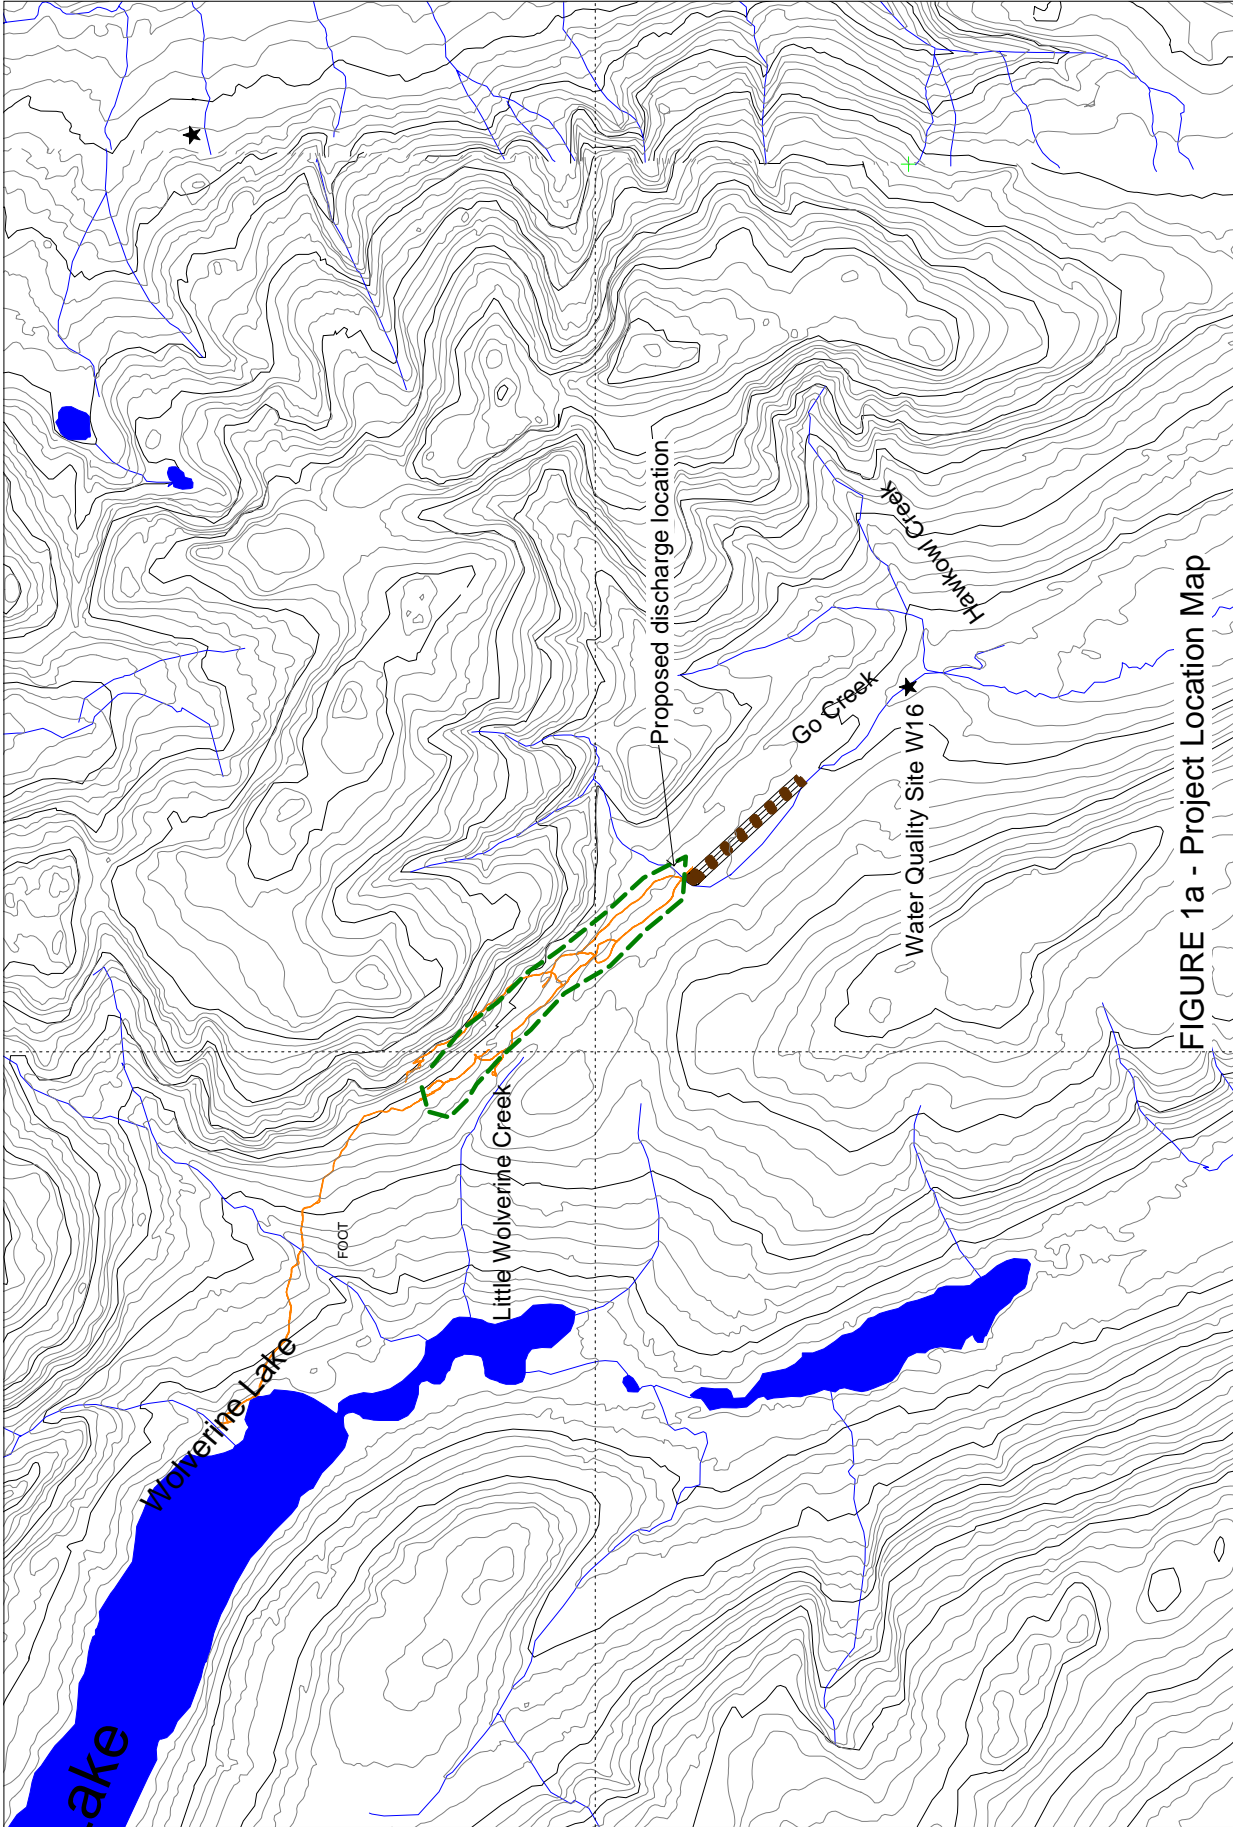 Lake
Wolverine Lake
FOOT
Little Wolverine Creek
Proposed discharge location
Go Creek
Hawkowl Creek
Water Quality Site W16
FIGURE 1a - Project Location Map